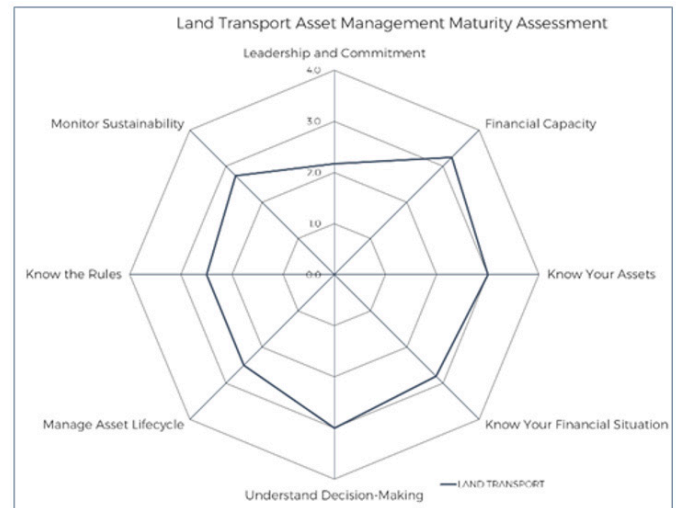 Land Transport Asset Management Maturity Assessment
Leadership and Commitment
4.0
Monitor Sustainability
Financial Capacity
3.0
2.0
1.0
Know the Rules
0.0
Know Your Assets
Manage Asset Lifecycle
Know Your Financial Situation
LAND TRANSPORT
Understand Decision-Making